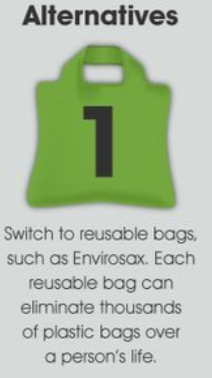 Alternatives
1
Switch to reusable bags,
such as Envirosax. Each
reusable bag can
eliminate thousands
of plastic bags over
a person's life.